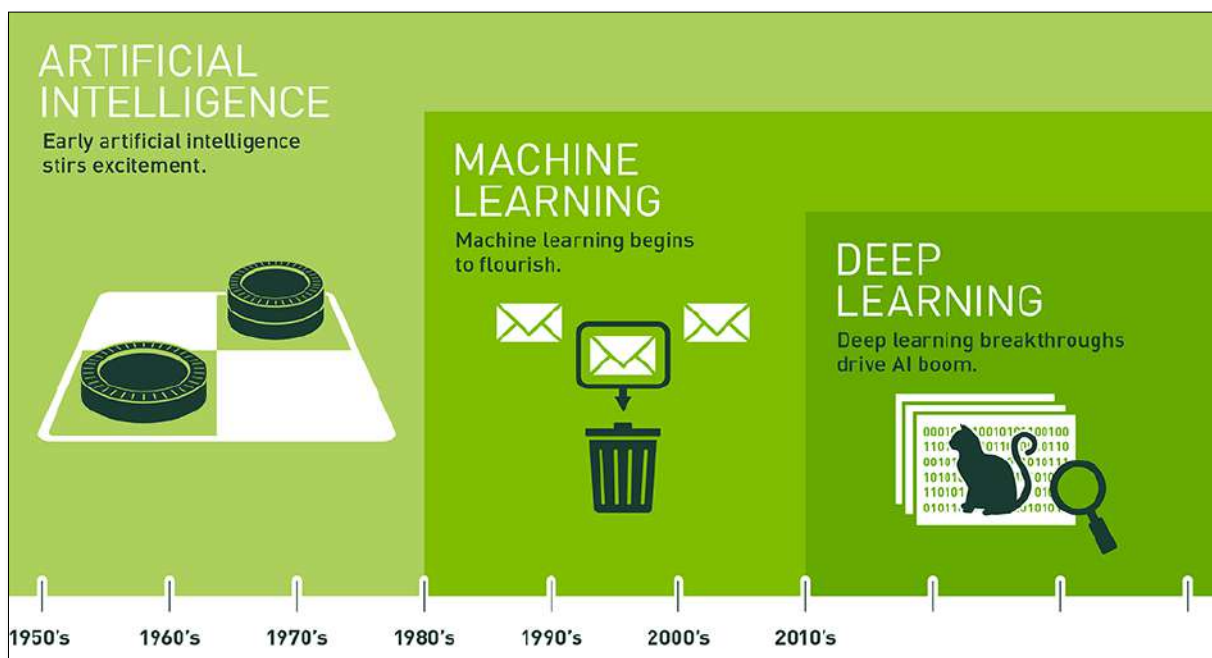 ARTIFICIAL
INTELLIGENCE
Early artificial intelligence
stirs excitement.
MACHINE
LEARNING
Machine learning begins
to flourish.
DEEP
LEARNING
Deep learning breakthroughs
drive AI boom.
1950's 1960's 1970's 1980's 1990's 2000's 2010's